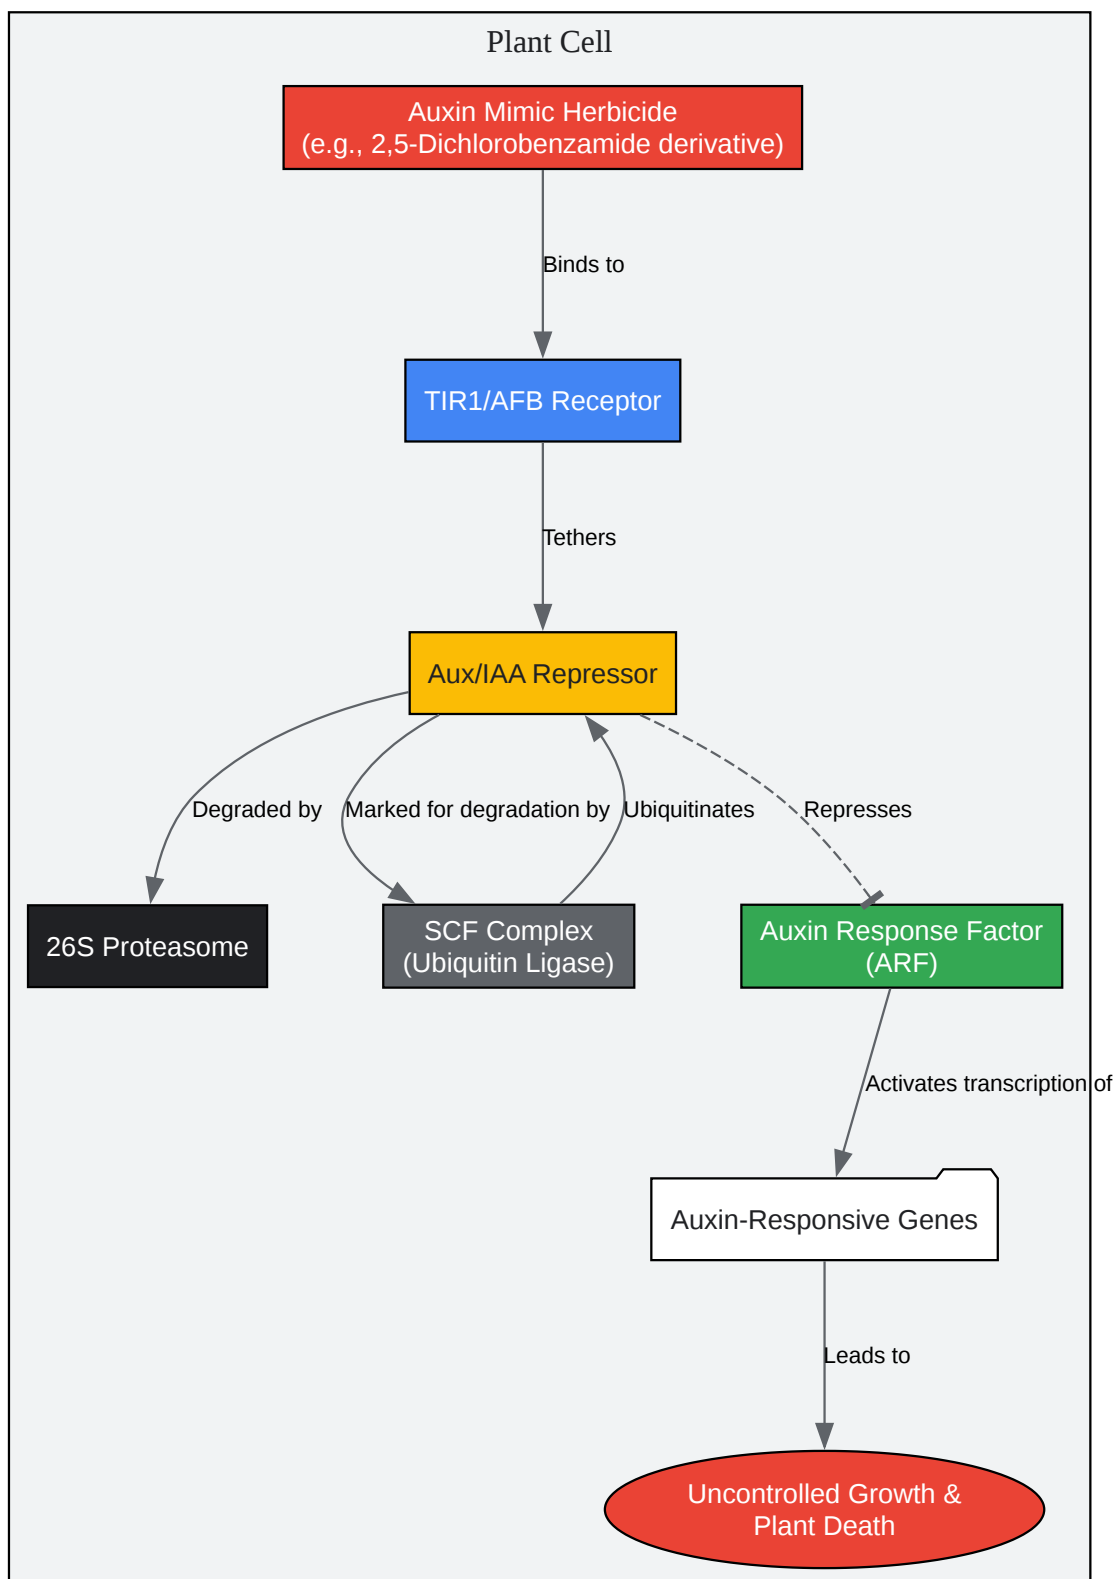 Plant Cell
Auxin Mimic Herbicide
(e.g., 2,5-Dichlorobenzamide derivative)
Binds to
TIR1/AFB Receptor
Tethers
Aux/IAA Repressor
Degraded by
Marked for degradation by
Ubiquitinates
Represses
26S Proteasome
SCF Complex
(Ubiquitin Ligase)
Auxin Response Factor
(ARF)
Activates transcription of
Auxin-Responsive Genes
Leads to
Uncontrolled Growth &
Plant Death